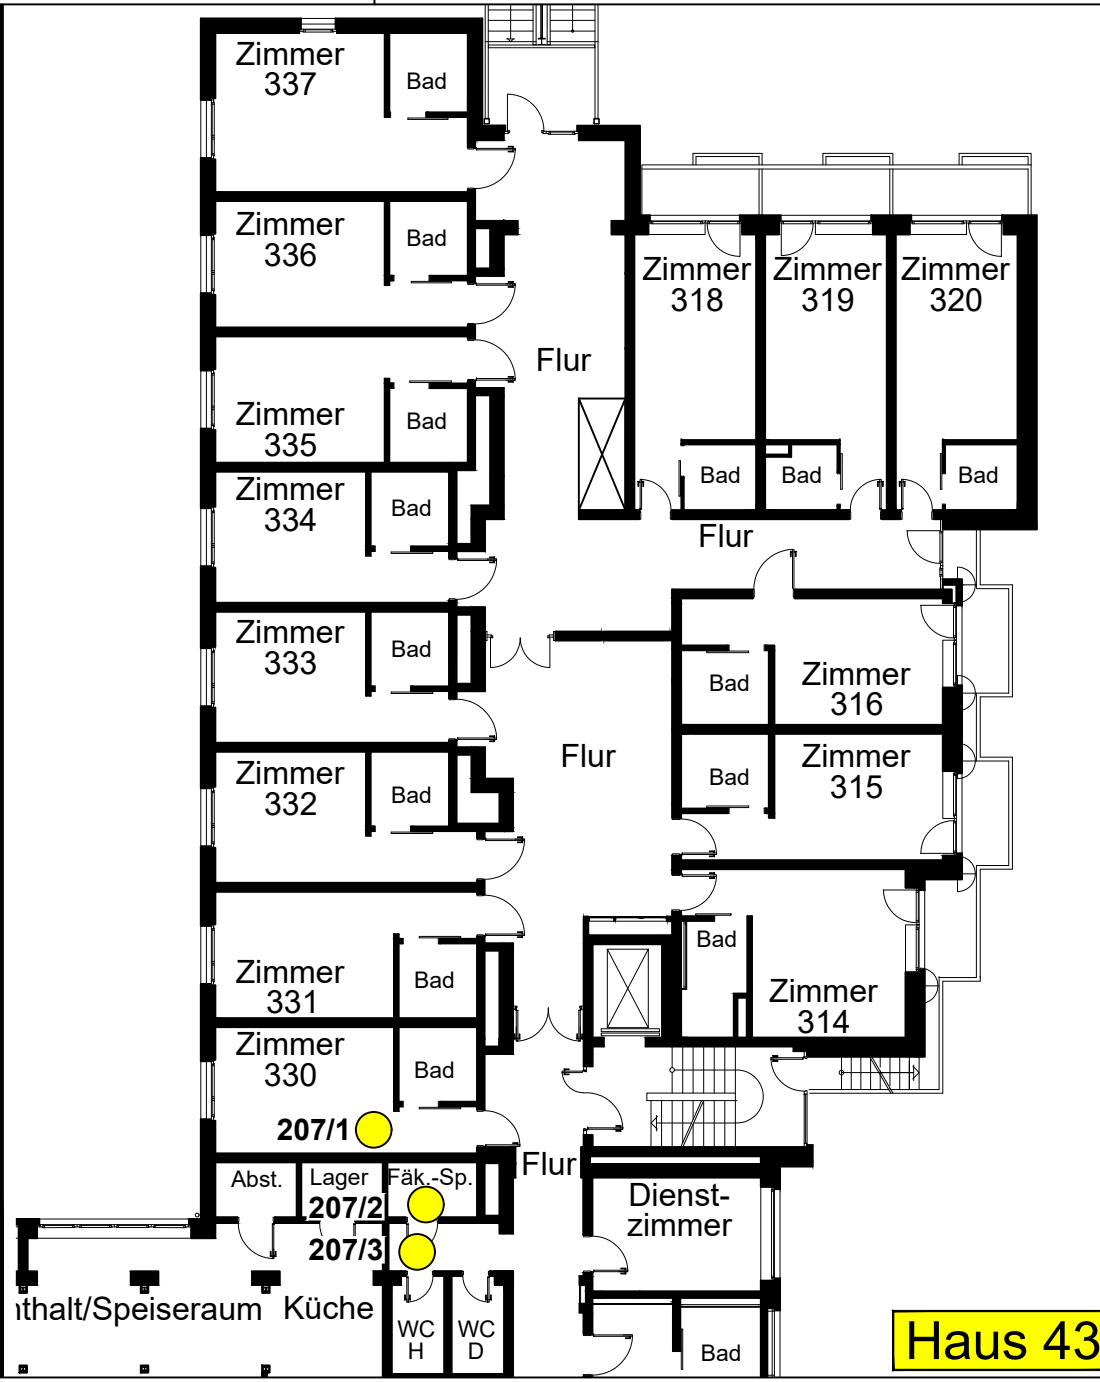 Zimmer
337
Bad
Zimmer
336
Bad
Flur
Zimmer
335
Bad
Zimmer
334
Bad
Zimmer
318
Bad
Zimmer
319
Bad
Zimmer
320
Bad
Flur
Zimmer
333
Bad
Zimmer
316
Bad
Flur
Zimmer
315
Bad
Zimmer
332
Bad
Zimmer
331
Bad
Bad
Zimmer
314
Zimmer
330
Bad
207/1
Flur
Abst.
Lager
Fäk.-Sp.
207/2
207/3
Dienst-
zimmer
nthalt/Speiseraum
Küche
WC
H
WC
D
Bad
Haus 43